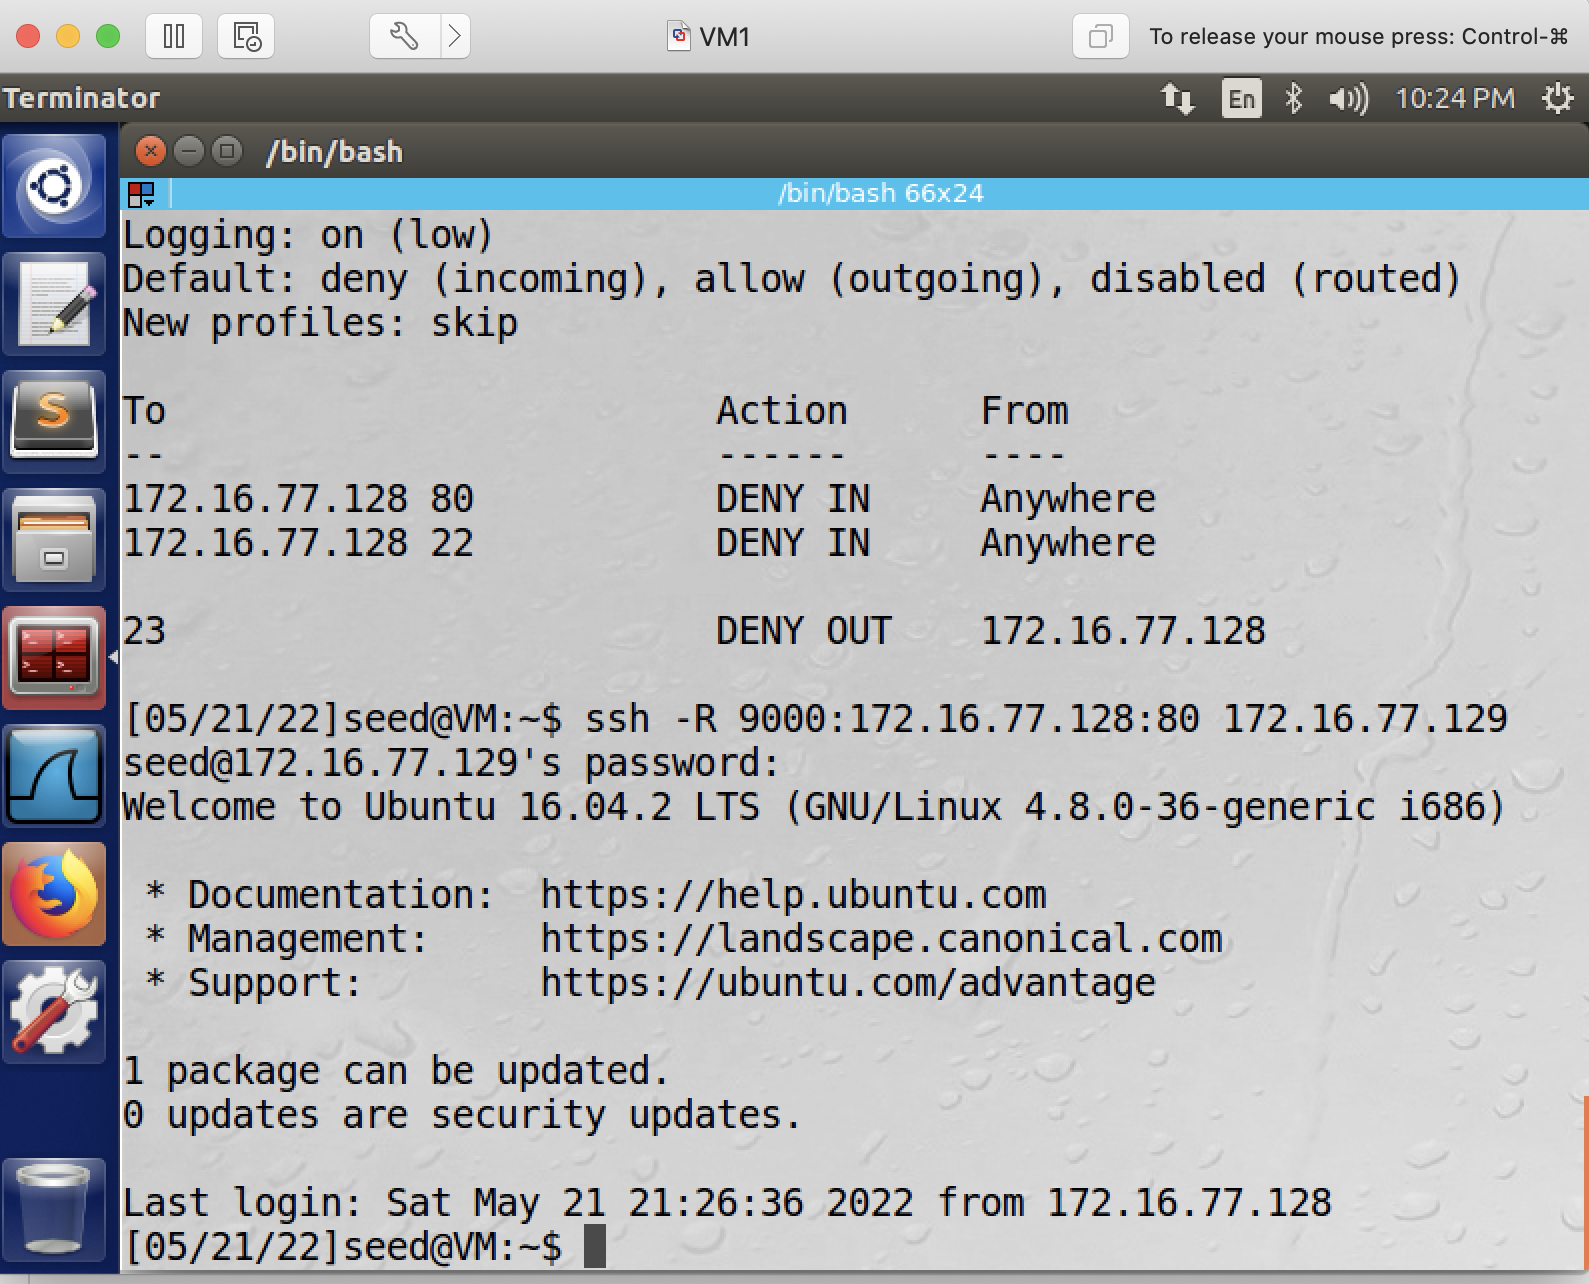 VM1
To release your mouse press: Control-⌘
Terminator
En
10:24 PM
/bin/bash
/bin/bash 66x24
Logging: on (low)
Default: deny (incoming), allow (outgoing), disabled (routed)
New profiles: skip
To                         Action      From
--                         ------      ----
172.16.77.128 80           DENY IN     Anywhere
172.16.77.128 22           DENY IN     Anywhere
23                         DENY OUT    172.16.77.128
[05/21/22]seed@VM:~$ ssh -R 9000:172.16.77.128:80 172.16.77.129
seed@172.16.77.129's password:
Welcome to Ubuntu 16.04.2 LTS (GNU/Linux 4.8.0-36-generic i686)
 * Documentation:  https://help.ubuntu.com
 * Management:     https://landscape.canonical.com
 * Support:        https://ubuntu.com/advantage
1 package can be updated.
0 updates are security updates.
Last login: Sat May 21 21:26:36 2022 from 172.16.77.128
[05/21/22]seed@VM:~$